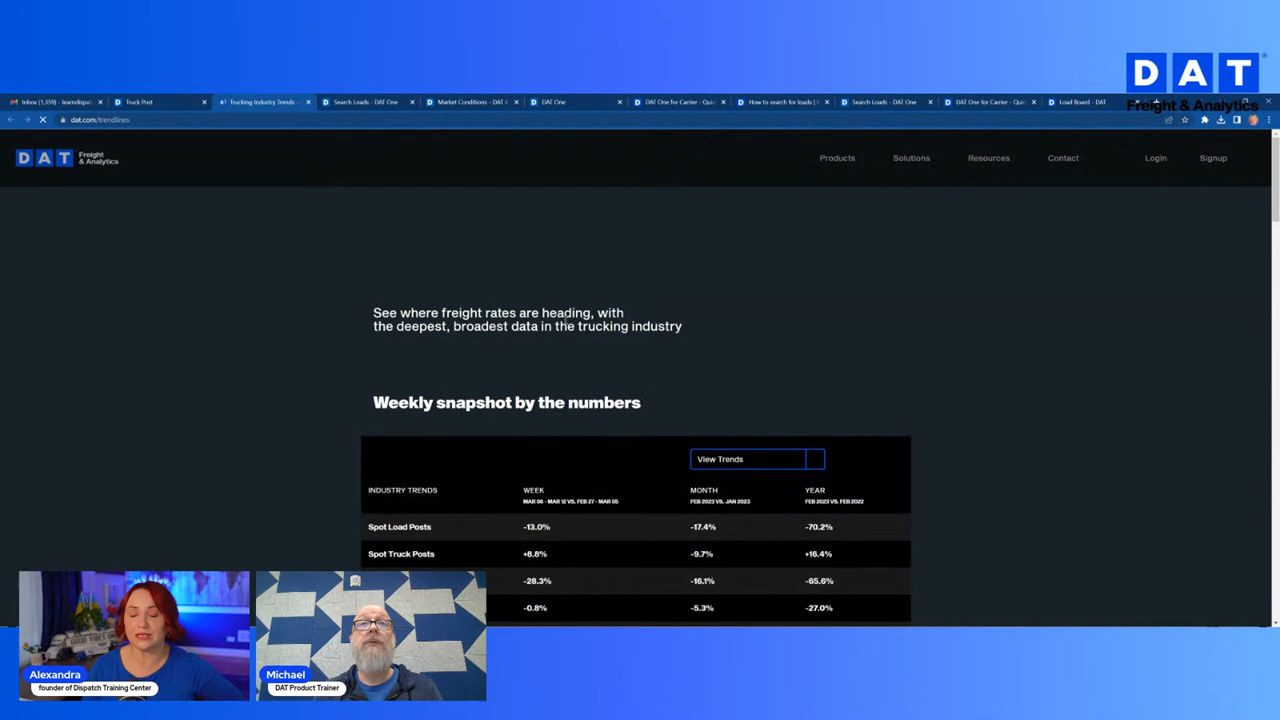 DAT
Freight & Analytics
Inbox (1,359) - learndispat
Truck Post
Trucking Industry Trends -
Search Loads - DAT One
Market Conditions - DAT
DAT One
DAT One for Carrier - Quic
How to search for loads |
Search Loads - DAT One
DAT One for Carrier - Quic
Load Board - DAT
dat.com/trendlines
DAT Freight
& Analytics
Products
Solutions
Resources
Contact
Login
Signup
See where freight rates are heading, with
the deepest, broadest data in the trucking industry
Weekly snapshot by the numbers
View Trends
INDUSTRY TRENDS WEEK MONTH YEAR
MAR 06 - MAR 12 VS. FEB 27 - MAR 05 FEB 2023 VS. JAN 2023 FEB 2023 VS. FEB 2022
Spot Load Posts -13.0% -17.4% -70.2%
Spot Truck Posts +8.8% -9.7% +16.4%
-28.3% -16.1% -65.6%
-0.8% -5.3% -27.0%
Alexandra
founder of Dispatch Training Center
Michael
DAT Product Trainer